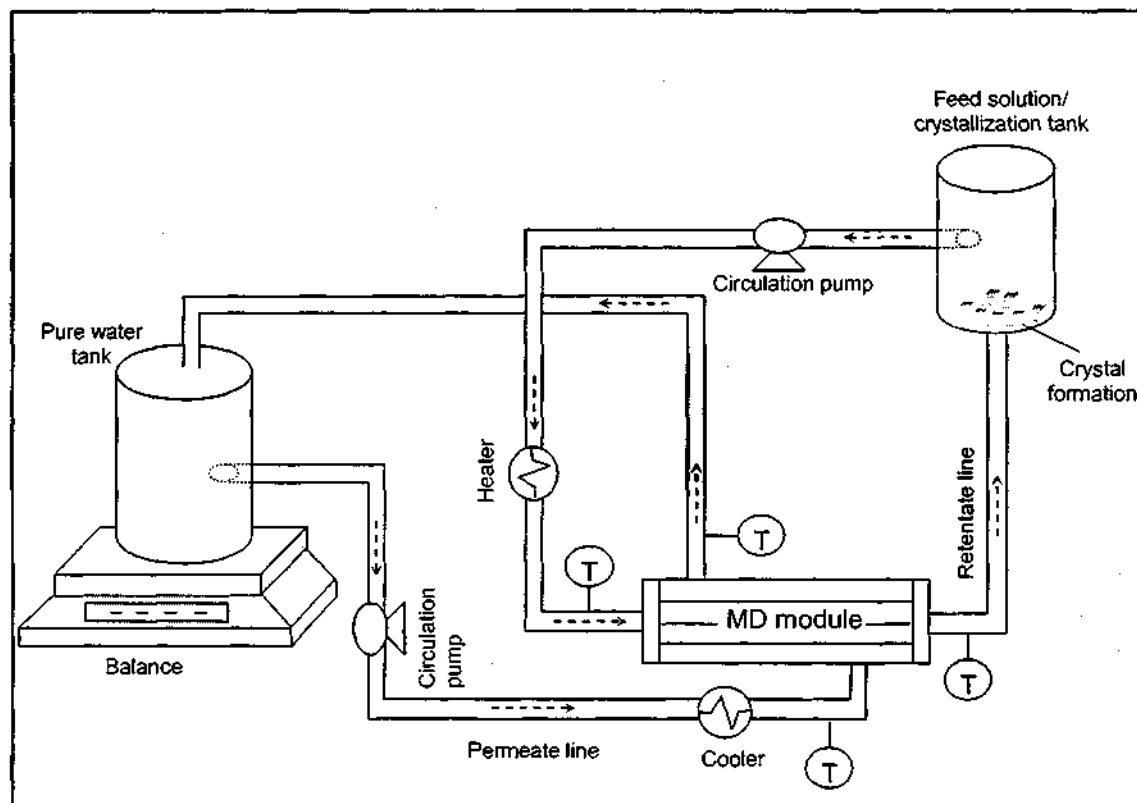 Feed solution/
crystallization tank
Circulation pump
Pure water
tank
Crystal
formation
Heater
Retentate line
T
T
MD module
Circulation
pump
Balance
T
Permeate line
Cooler
T